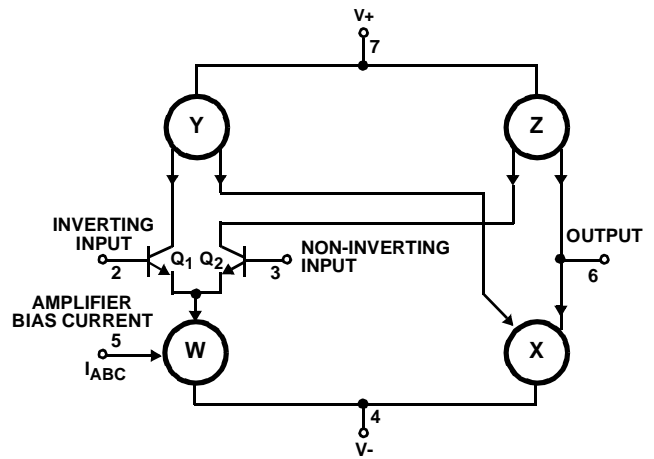 V+
7
Y
Z
INVERTING
INPUT
2
Q1
Q2
3
NON-INVERTING
INPUT
OUTPUT
6
AMPLIFIER
BIAS CURRENT
5
IABC
W
X
4
V-